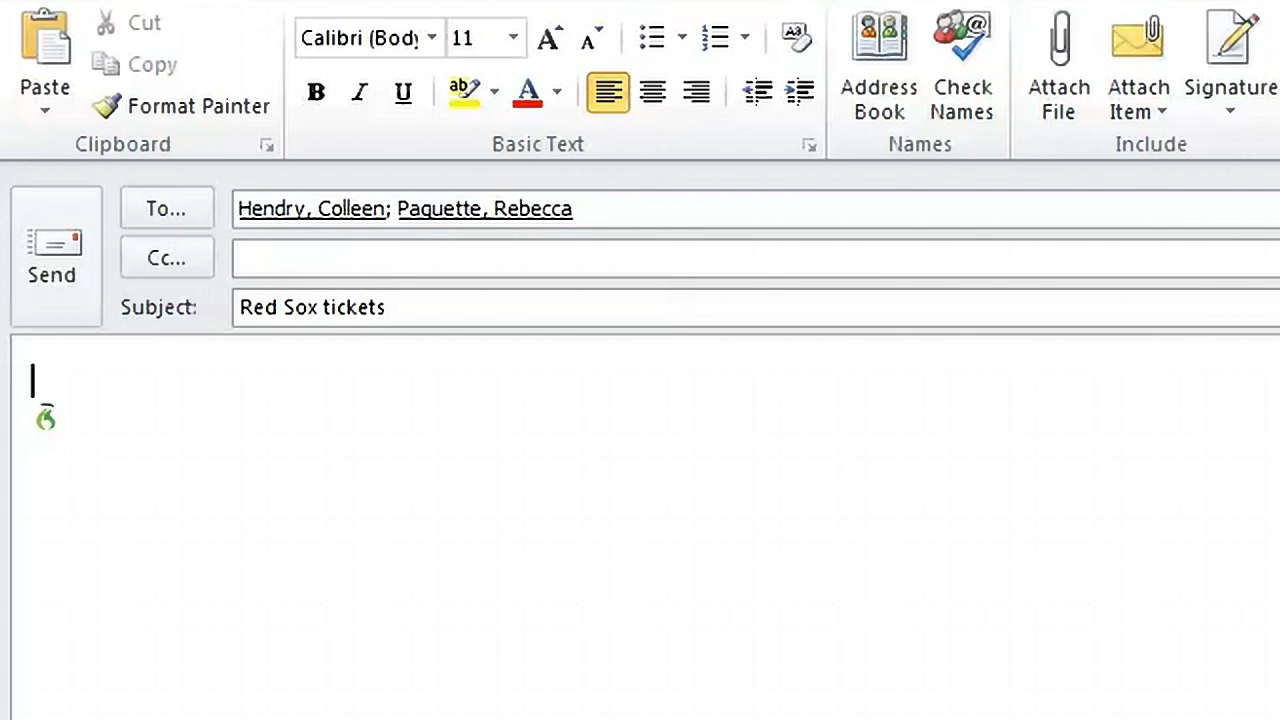 Cut
Calibri (Body
11
Copy
Paste
Format Painter
B I U
Address Book
Check Names
Attach File
Attach Item
Signature
Clipboard
Basic Text
Names
Include
To...
Hendry, Colleen; Paquette, Rebecca
Cc...
Send
Subject:
Red Sox tickets